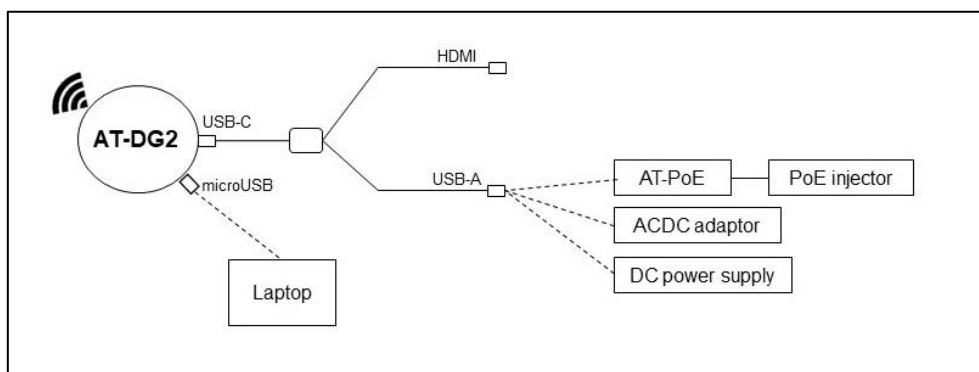 HDMI
AT-DG2
USB-C
microUSB
USB-A
AT-PoE
PoE injector
ACDC adaptor
DC power supply
Laptop